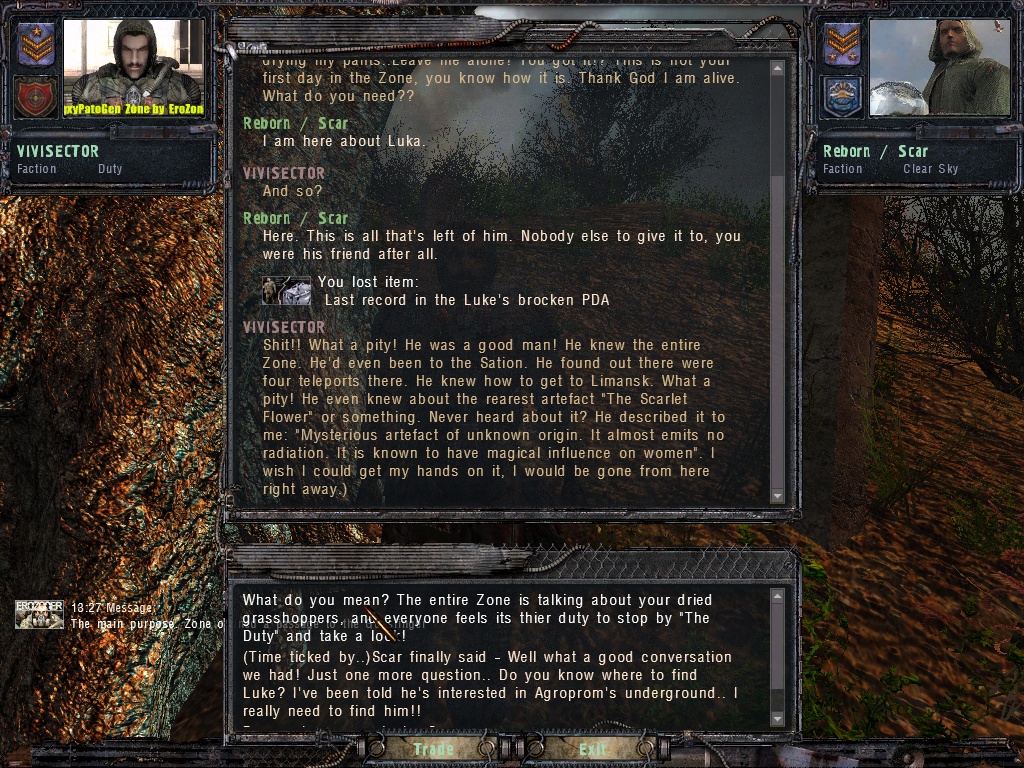 xyPatoGen Zone by EroZon
VIVISECTOR
Faction Duty
Reborn / Scar
Faction Clear Sky
drying my pants..Leave me alone! You got it?? This is not your
first day in the Zone, you know how it is. Thank God I am alive.
What do you need??
Reborn / Scar
I am here about Luka.
VIVISECTOR
And so?
Reborn / Scar
Here. This is all that's left of him. Nobody else to give it to, you
were his friend after all.
You lost item:
Last record in the Luke's brocken PDA
VIVISECTOR
Shit!! What a pity! He was a good man! He knew the entire
Zone. He'd even been to the Sation. He found out there were
four teleports there. He knew how to get to Limansk. What a
pity! He even knew about the rearest artefact "The Scarlet
Flower" or something. Never heard about it? He described it to
me: "Mysterious artefact of unknown origin. It almost emits no
radiation. It is known to have magical influence on women". I
wish I could get my hands on it, I would be gone from here
right away.)
What do you mean? The entire Zone is talking about your dried
grasshoppers, and everyone feels its thier duty to stop by "The
Duty" and take a look!
(Time ticked by..)Scar finally said - Well what a good conversation
we had! Just one more question.. Do you know where to find
Luke? I've been told he's interested in Agroprom's underground.. I
really need to find him!!
13:27 Message:
The main purpose. Zone o
Trade
Exit